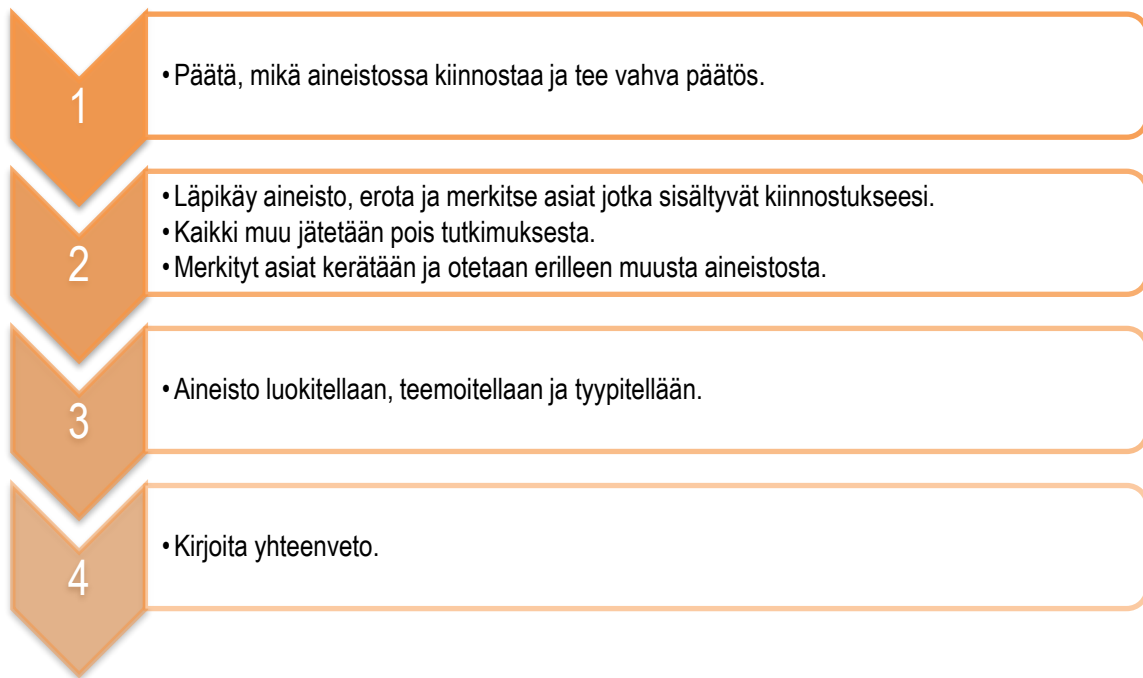 1
• Päätä, mikä aineistossa kiinnostaa ja tee vahva päätös.
2
• Läpikäy aineisto, erota ja merkitse asiat jotka sisältyvät kiinnostukseesi.
• Kaikki muu jätetään pois tutkimuksesta.
• Merkityt asiat kerätään ja otetaan erilleen muusta aineistosta.
3
• Aineisto luokitellaan, teemoitellaan ja tyypitellään.
4
• Kirjoita yhteenveto.